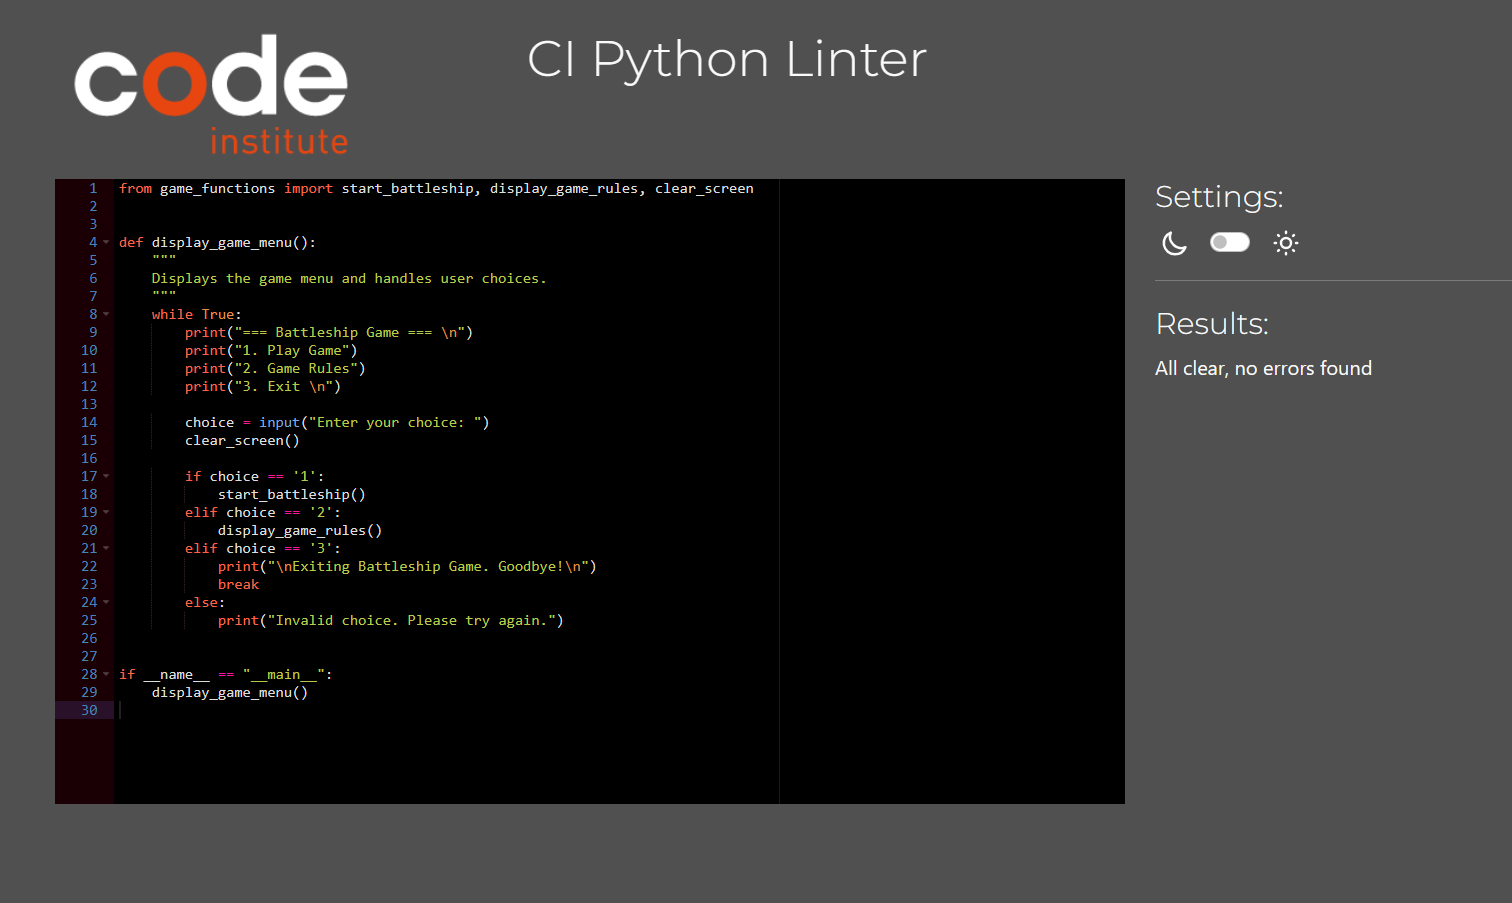 code
institute
CI Python Linter
1 from game_functions import start_battleship, display_game_rules, clear_screen
2
3
4 def display_game_menu():
5     """
6     Displays the game menu and handles user choices.
7     """
8     while True:
9         print("=== Battleship Game === \n")
10         print("1. Play Game")
11         print("2. Game Rules")
12         print("3. Exit \n")
13
14         choice = input("Enter your choice: ")
15         clear_screen()
16
17         if choice == '1':
18             start_battleship()
19         elif choice == '2':
20             display_game_rules()
21         elif choice == '3':
22             print("\nExiting Battleship Game. Goodbye!\n")
23             break
24         else:
25             print("Invalid choice. Please try again.")
26
27
28 if __name__ == "__main__":
29     display_game_menu()
30
Settings:
Results:
All clear, no errors found